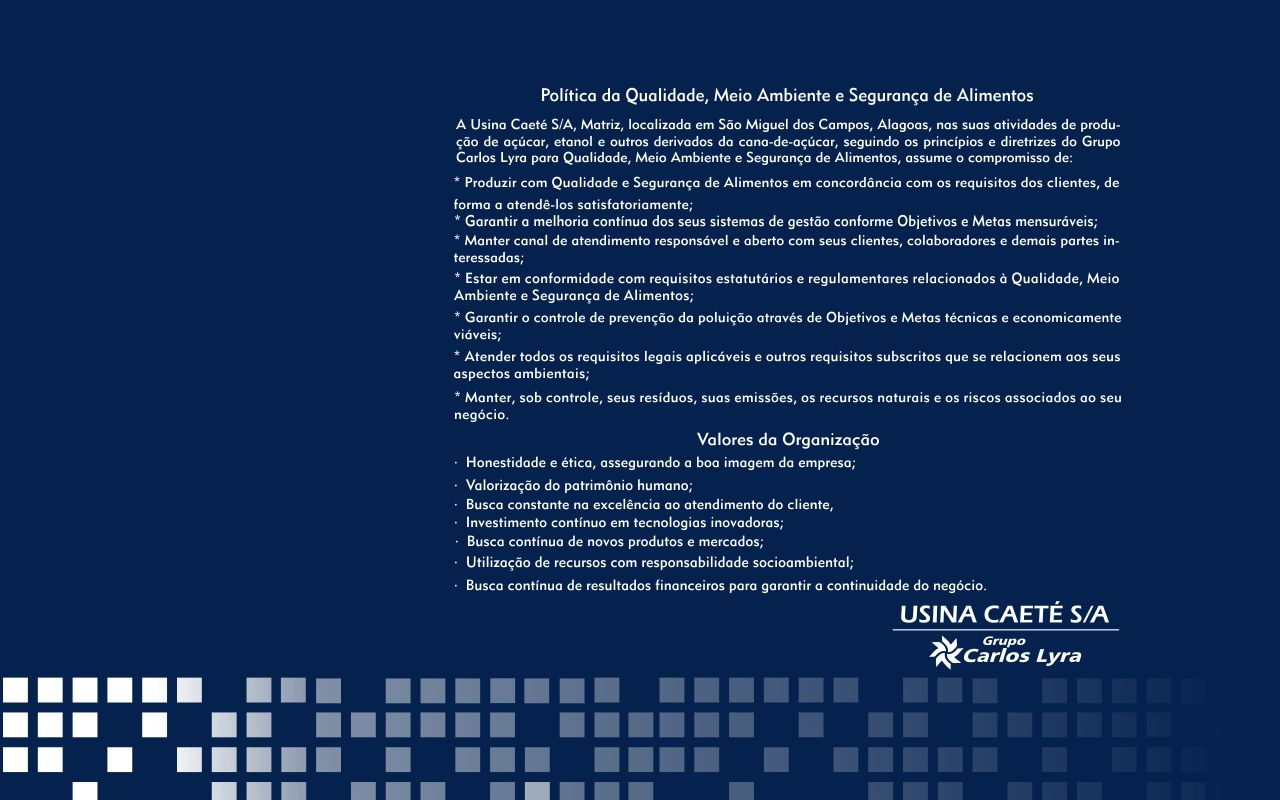 Política da Qualidade, Meio Ambiente e Segurança de Alimentos
A Usina Caeté S/A, Matriz, localizada em São Miguel dos Campos, Alagoas, nas suas atividades de produ-
ção de açúcar, etanol e outros derivados da cana-de-açúcar, seguindo os princípios e diretrizes do Grupo
Carlos Lyra para Qualidade, Meio Ambiente e Segurança de Alimentos, assume o compromisso de:
* Produzir com Qualidade e Segurança de Alimentos em concordância com os requisitos dos clientes, de
forma a atendê-los satisfatoriamente;
* Garantir a melhoria contínua dos seus sistemas de gestão conforme Objetivos e Metas mensuráveis;
* Manter canal de atendimento responsável e aberto com seus clientes, colaboradores e demais partes in-
teressadas;
* Estar em conformidade com requisitos estatutários e regulamentares relacionados à Qualidade, Meio
Ambiente e Segurança de Alimentos;
* Garantir o controle de prevenção da poluição através de Objetivos e Metas técnicas e economicamente
viáveis;
* Atender todos os requisitos legais aplicáveis e outros requisitos subscritos que se relacionem aos seus
aspectos ambientais;
* Manter, sob controle, seus resíduos, suas emissões, os recursos naturais e os riscos associados ao seu
negócio.
Valores da Organização
· Honestidade e ética, assegurando a boa imagem da empresa;
· Valorização do patrimônio humano;
· Busca constante na excelência ao atendimento do cliente,
· Investimento contínuo em tecnologias inovadoras;
· Busca contínua de novos produtos e mercados;
· Utilização de recursos com responsabilidade socioambiental;
· Busca contínua de resultados financeiros para garantir a continuidade do negócio.
USINA CAETÉ S/A
Grupo
Carlos Lyra